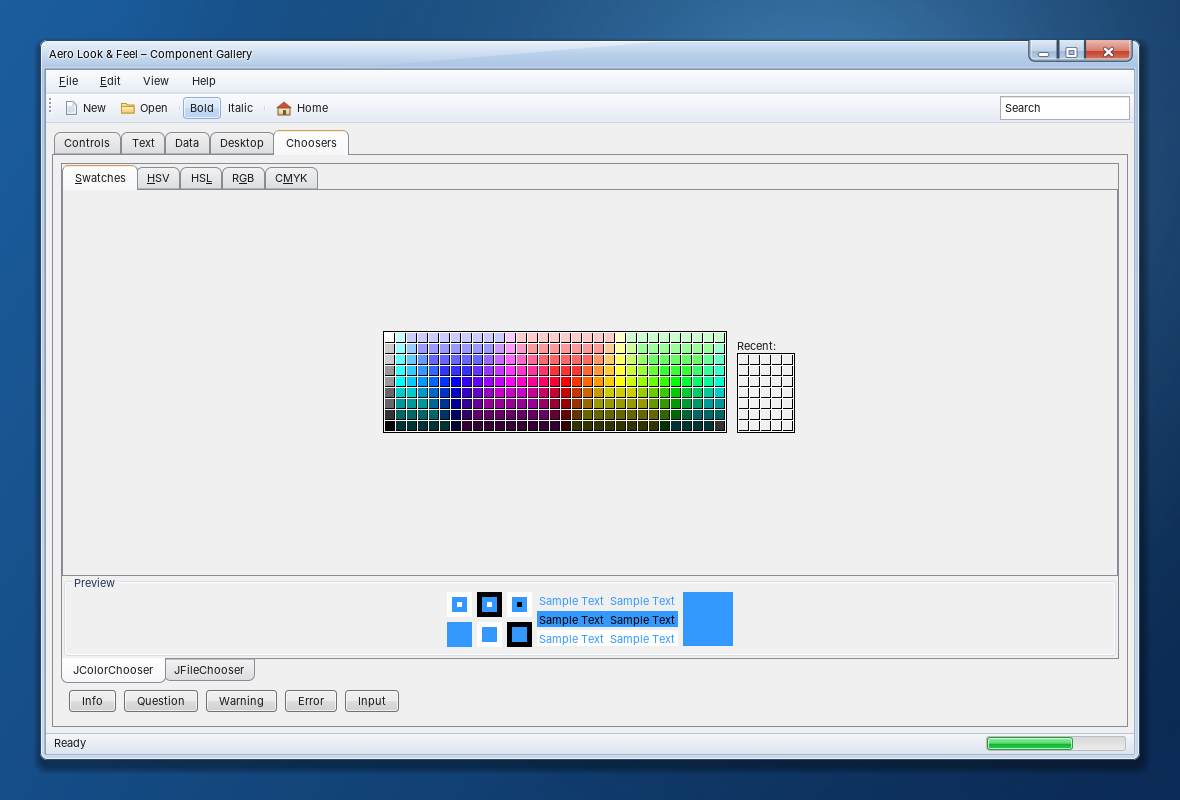 Aero Look & Feel – Component Gallery
File Edit View Help
New Open Bold Italic Home Search
Controls Text Data Desktop Choosers
Swatches HSV HSL RGB CMYK
Recent:
Preview
Sample Text Sample Text
Sample Text Sample Text
Sample Text Sample Text
JColorChooser JFileChooser
Info Question Warning Error Input
Ready